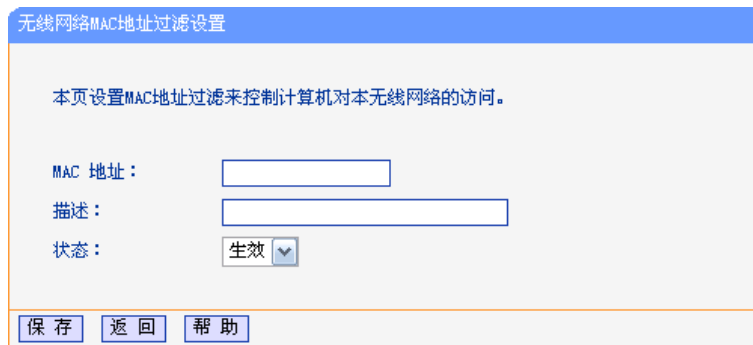 无线网络MAC地址过滤设置
本页设置MAC地址过滤来控制计算机对本无线网络的访问。
MAC 地址：
描述：
状态： 生效
保 存 返 回 帮 助